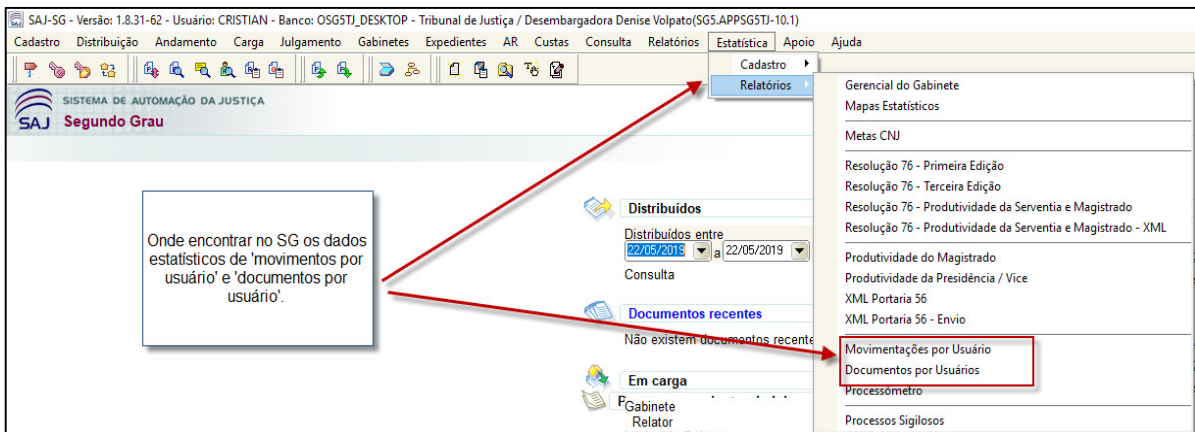 SAJ-SG - Versão: 1.8.31-62 - Usuário: CRISTIAN - Banco: OSG5TJ_DESKTOP - Tribunal de Justiça / Desembargadora Denise Volpato(SG5.APPSG5TJ-10.1)
Cadastro Distribuição Andamento Carga Julgamento Gabinetes Expedientes AR Custas Consulta Relatórios Estatística Apoio Ajuda
Cadastro
Relatórios
SISTEMA DE AUTOMAÇÃO DA JUSTIÇA
SAJ Segundo Grau
Gerencial do Gabinete
Mapas Estatísticos
Metas CNJ
Resolução 76 - Primeira Edição
Resolução 76 - Terceira Edição
Resolução 76 - Produtividade da Serventia e Magistrado
Resolução 76 - Produtividade da Serventia e Magistrado - XML
Produtividade do Magistrado
Produtividade da Presidência / Vice
XML Portaria 56
XML Portaria 56 - Envio
Movimentações por Usuário
Documentos por Usuários
Processômetro
Processos Sigilosos
Onde encontrar no SG os dados
estatísticos de 'movimentos por
usuário' e 'documentos por
usuário'.
Distribuídos
Distribuídos entre
22/05/2019 a 22/05/2019
Consulta
Documentos recentes
Não existem documentos recente
Em carga
Gabinete
Relator